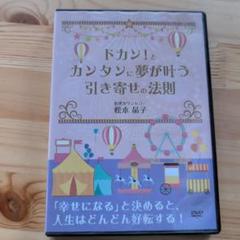 ドカン!と
カンタンに夢が叶う
引き寄せの法則
晶子
「幸せになる」と決めると、
人生はどんどん好転する!
DVD